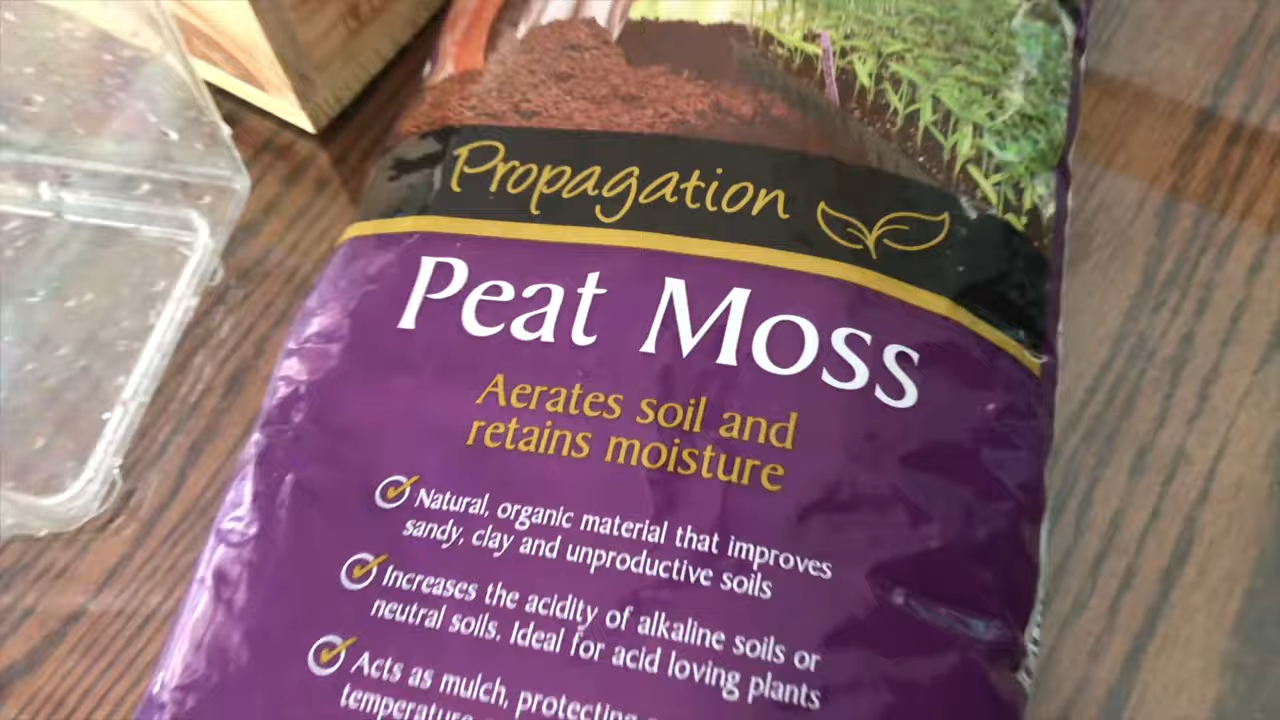 Propagation
Peat Moss
Aerates soil and
retains moisture
Natural, organic material that improves
sandy, clay and unproductive soils
Increases the acidity of alkaline soils or
neutral soils. Ideal for acid loving plants
Acts as mulch, protecting
temperature